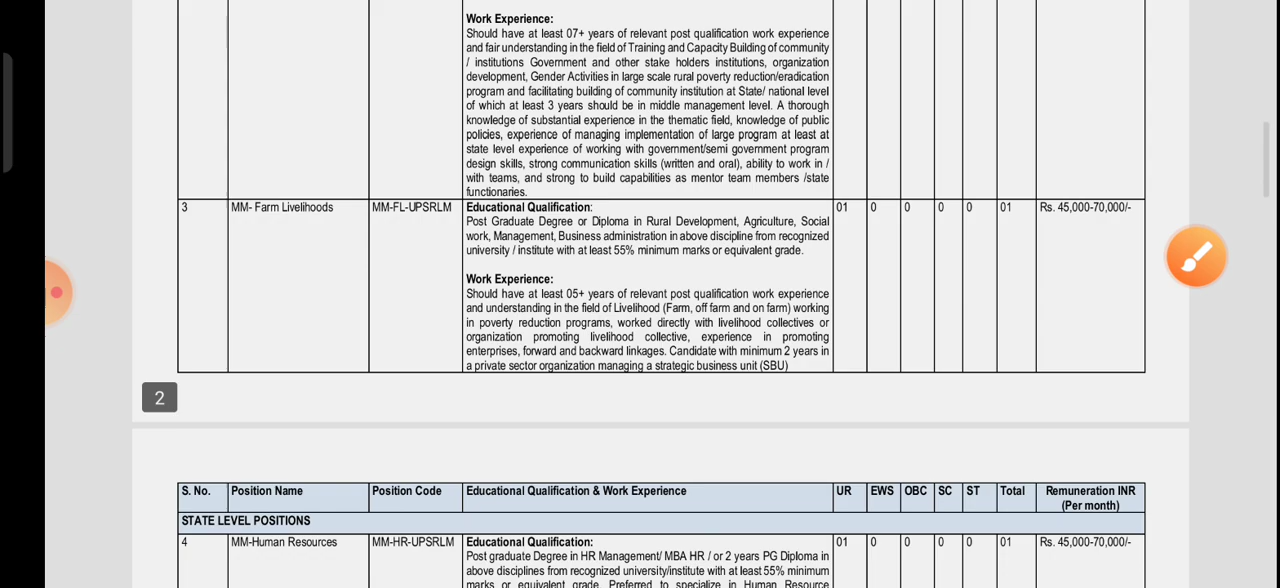 Work Experience:
Should have at least 07+ years of relevant post qualification work experience
and fair understanding in the field of Training and Capacity Building of community
/ institutions Government and other stake holders institutions, organization
development, Gender Activities in large scale rural poverty reduction/eradication
program and facilitating building of community institution at State/ national level
of which at least 3 years should be in middle management level. A thorough
knowledge of substantial experience in the thematic field, knowledge of public
policies, experience of managing implementation of large program at least at
state level experience of working with government/semi government program
design skills, strong communication skills (written and oral), ability to work in /
with teams, and strong to build capabilities as mentor team members /state
functionaries.
3 MM- Farm Livelihoods MM-FL-UPSRLM Educational Qualification: 01 0 0 0 0 01 Rs. 45,000-70,000/-
Post Graduate Degree or Diploma in Rural Development, Agriculture, Social
work, Management, Business administration in above discipline from recognized
university / institute with at least 55% minimum marks or equivalent grade.
Work Experience:
Should have at least 05+ years of relevant post qualification work experience
and understanding in the field of Livelihood (Farm, off farm and on farm) working
in poverty reduction programs, worked directly with livelihood collectives or
organization promoting livelihood collective, experience in promoting
enterprises, forward and backward linkages. Candidate with minimum 2 years in
a private sector organization managing a strategic business unit (SBU)
2
S. No. Position Name Position Code Educational Qualification & Work Experience UR EWS OBC SC ST Total Remuneration INR
(Per month)
STATE LEVEL POSITIONS
4 MM-Human Resources MM-HR-UPSRLM Educational Qualification: 01 0 0 0 0 01 Rs. 45,000-70,000/-
Post graduate Degree in HR Management/ MBA HR / or 2 years PG Diploma in
above disciplines from recognized university/institute with at least 55% minimum
marks or equivalent grade. Preferred to specialize in Human Resource